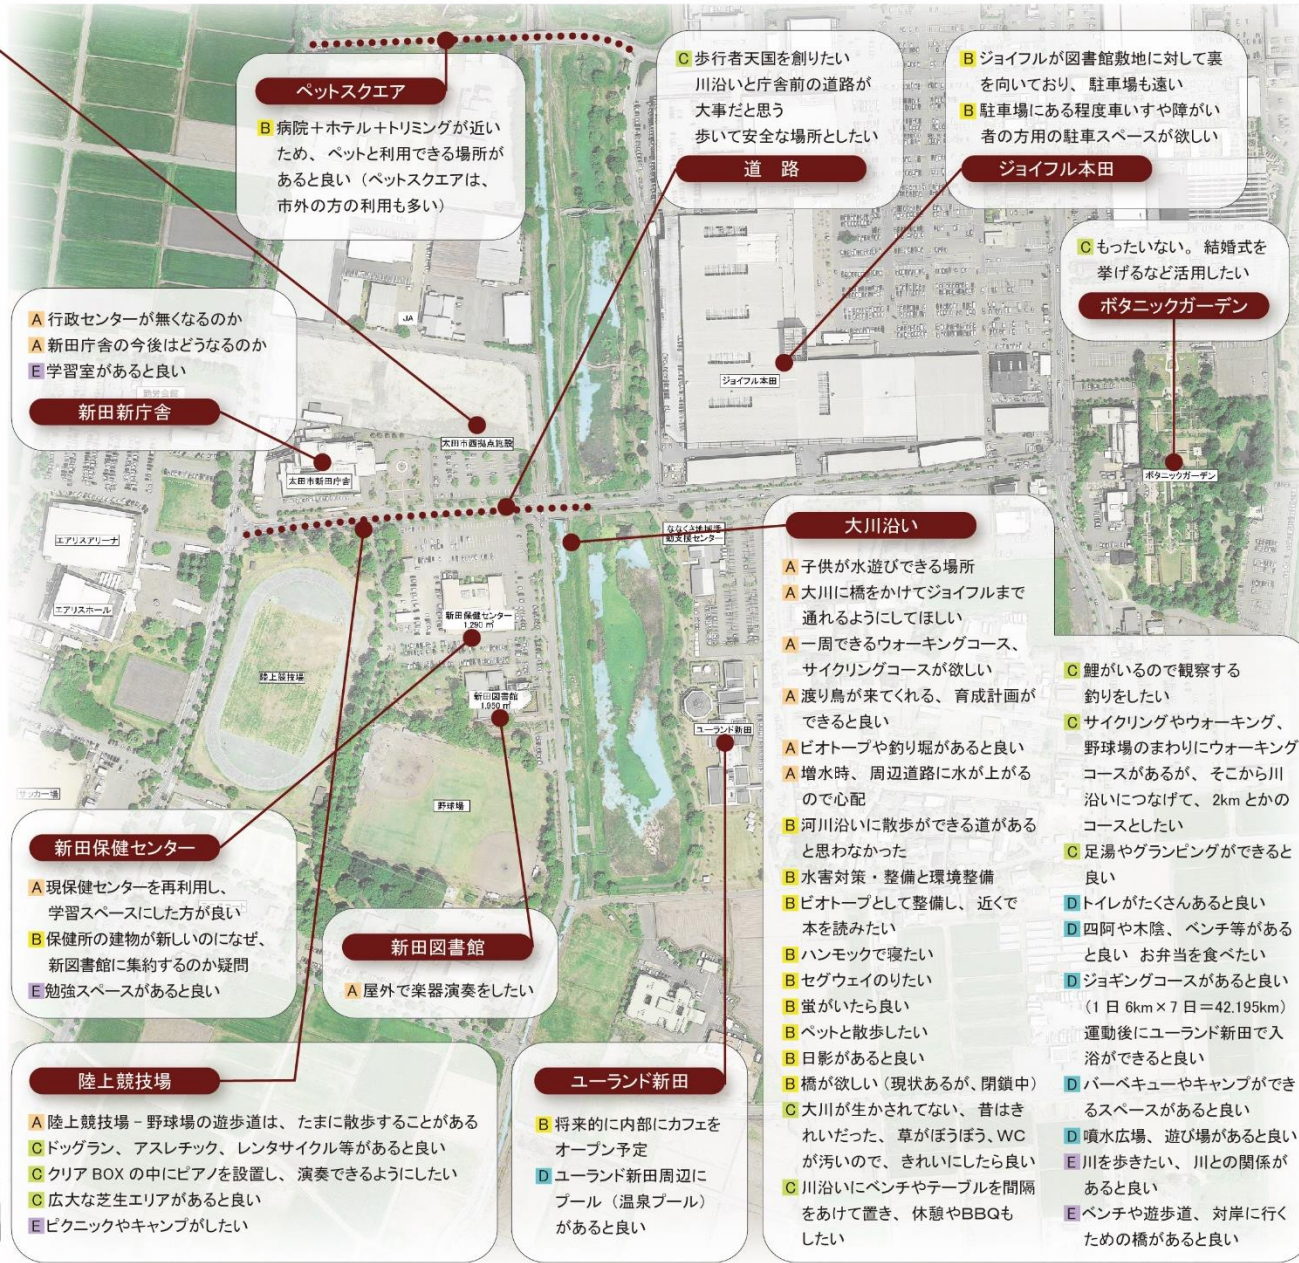 ペットスクエア
B 病院＋ホテル＋トリミングが近い
ため、ペットと利用できる場所が
あると良い（ペットスクエアは、
市外の方の利用も多い）
C 歩行者天国を創りたい
川沿いと庁舎前の道路が
大事だと思う
歩いて安全な場所としたい
道　路
B ジョイフルが図書館敷地に対して裏
を向いており、駐車場も遠い
B 駐車場にある程度車いすや障がい
者の方用の駐車スペースが欲しい
ジョイフル本田
C もったいない。結婚式を
挙げるなど活用したい
ボタニックガーデン
A 行政センターが無くなるのか
A 新田庁舎の今後はどうなるのか
E 学習室があると良い
新田新庁舎
勤労会館
JA
太田市西拠点施設
太田市新田庁舎
ジョイフル本田
ボタニックガーデン
エアリスアリーナ
エアリスホール
陸上競技場
新田保健センター
1,290㎡
新田図書館
1,950㎡
野球場
ユーランド新田
サッカー場
新田保健センター
A 現保健センターを再利用し、
学習スペースにした方が良い
B 保健所の建物が新しいのになぜ、
新図書館に集約するのか疑問
E 勉強スペースがあると良い
新田図書館
A 屋外で楽器演奏をしたい
陸上競技場
A 陸上競技場－野球場の遊歩道は、たまに散歩することがある
C ドッグラン、アスレチック、レンタサイクル等があると良い
C クリアBOXの中にピアノを設置し、演奏できるようにしたい
C 広大な芝生エリアがあると良い
E ピクニックやキャンプがしたい
ユーランド新田
B 将来的に内部にカフェを
オープン予定
D ユーランド新田周辺に
プール（温泉プール）
があると良い
大川沿い
A 子供が水遊びできる場所
A 大川に橋をかけてジョイフルまで
通れるようにしてほしい
A 一周できるウォーキングコース、
サイクリングコースが欲しい
A 渡り鳥が来てくれる、育成計画が
できると良い
A ビオトープや釣り堀があると良い
A 増水時、周辺道路に水が上がる
ので心配
B 河川沿いに散歩ができる道がある
と思わなかった
B 水害対策・整備と環境整備
B ビオトープとして整備し、近くで
本を読みたい
B ハンモックで寝たい
B セグウェイのりたい
B 蛍がいたら良い
B ペットと散歩したい
B 日影があると良い
B 橋が欲しい（現状あるが、閉鎖中）
C 大川が生かされてない、昔はき
れいだった、草がぼうぼう、WC
が汚いので、きれいにしたら良い
C 川沿いにベンチやテーブルを間隔
をあけて置き、休憩やBBQも
したい
C 鯉がいるので観察する
釣りをしたい
C サイクリングやウォーキング、
野球場のまわりにウォーキング
コースがあるが、そこから川
沿いにつなげて、2kmとかの
コースとしたい
C 足湯やグランピングができると
良い
D トイレがたくさんあると良い
D 四阿や木陰、ベンチ等がある
と良い　お弁当を食べたい
D ジョギングコースがあると良い
（1日6km×7日＝42.195km）
運動後にユーランド新田で入
浴ができると良い
D バーベキューやキャンプができ
るスペースがあると良い
D 噴水広場、遊び場があると良い
E 川を歩きたい、川との関係が
あると良い
E ベンチや遊歩道、対岸に行く
ための橋があると良い